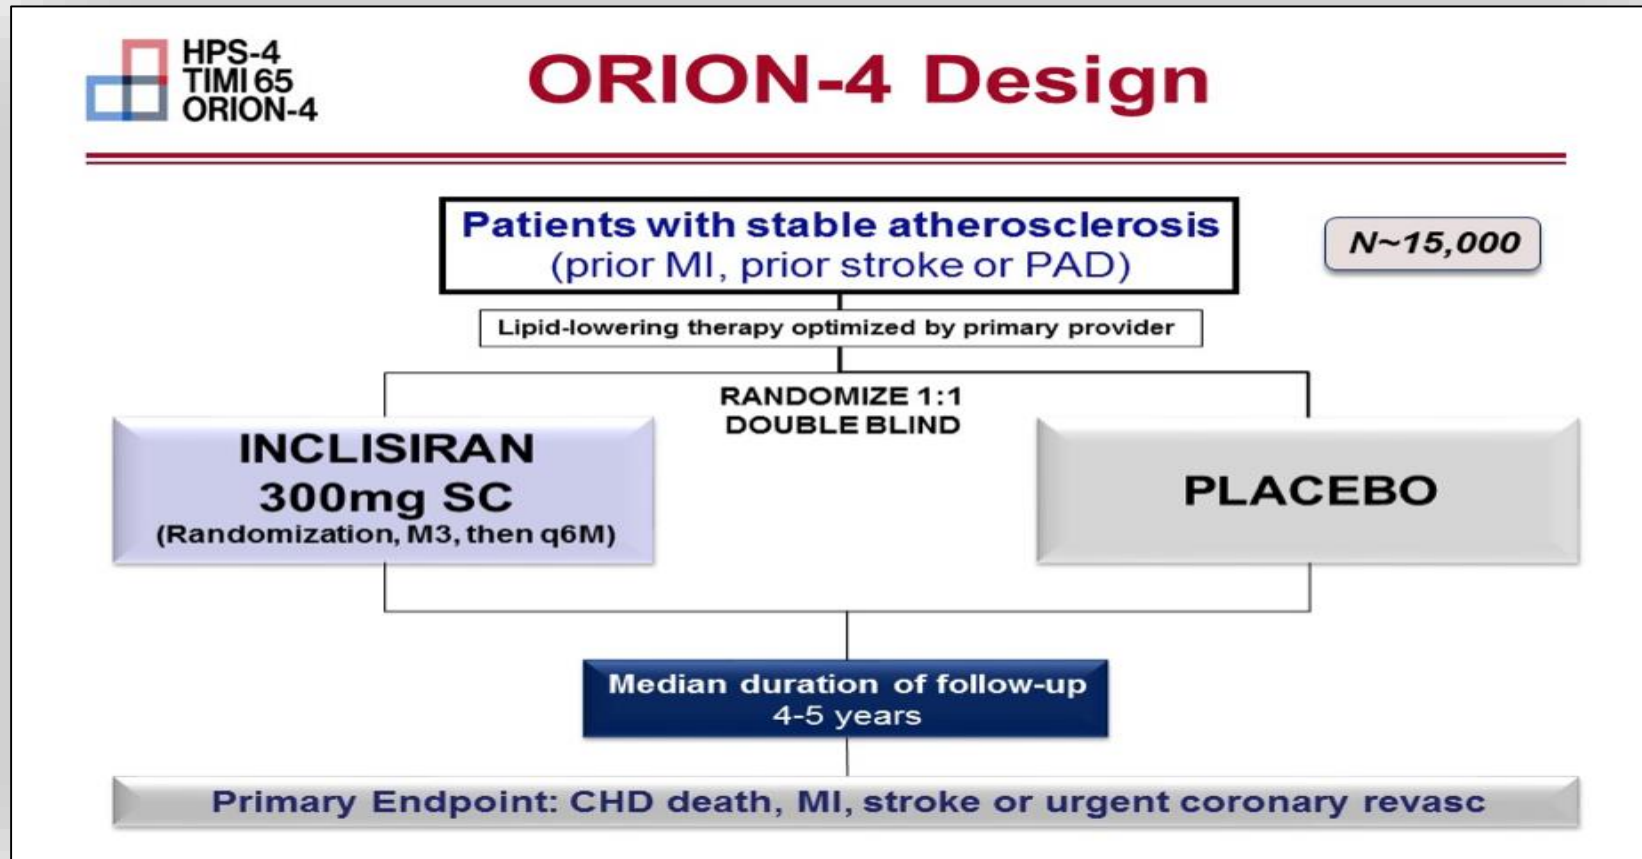 HPS-4
TIMI 65
ORION-4
ORION-4 Design
Patients with stable atherosclerosis
(prior MI, prior stroke or PAD)
N~15,000
Lipid-lowering therapy optimized by primary provider
RANDOMIZE 1:1
DOUBLE BLIND
INCLISIRAN
300mg SC
(Randomization, M3, then q6M)
PLACEBO
Median duration of follow-up
4-5 years
Primary Endpoint: CHD death, MI, stroke or urgent coronary revasc